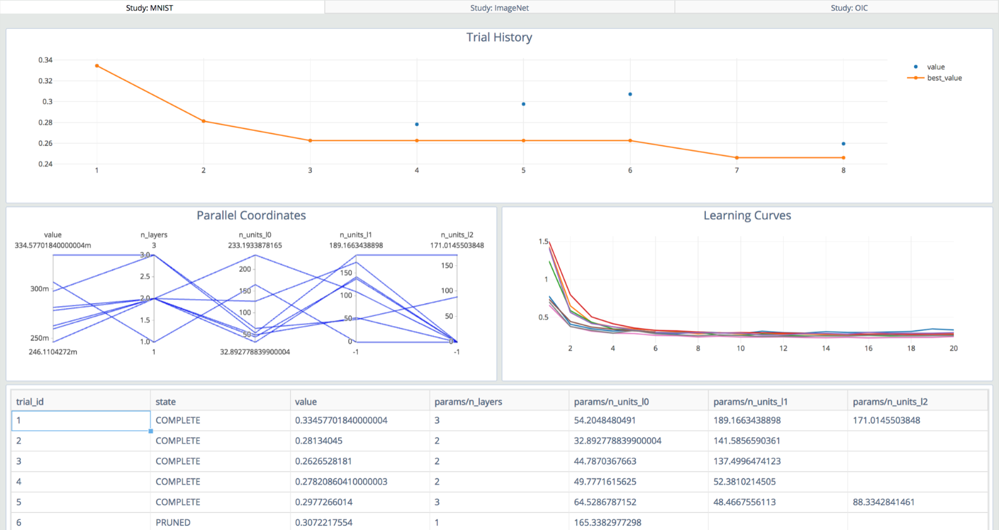 Study: MNIST Study: ImageNet Study: OIC
Trial History
0.34
0.32
0.3
0.28
0.26
0.24
1 2 3 4 5 6 7 8
value
best_value
Parallel Coordinates
value n_layers n_units_l0 n_units_l1 n_units_l2
334.57701840000004m 3 233.1933878165 189.1663438898 171.0145503848
300m
250m
3.0
2.5
2.0
1.5
1.0
200
150
100
50
150
100
50
0
150
100
50
0
246.1104272m 1 32.892778839900004 -1 -1
Learning Curves
1.5
1
0.5
2 4 6 8 10 12 14 16 18 20
trial_id state value params/n_layers params/n_units_l0 params/n_units_l1 params/n_units_l2
1 COMPLETE 0.33457701840000004 3 54.2048480491 189.1663438898 171.0145503848
2 COMPLETE 0.28134045 2 32.892778839900004 141.5856590361
3 COMPLETE 0.2626528181 2 44.7870367663 137.4996474123
4 COMPLETE 0.27820860410000003 2 49.7771615625 52.3810214505
5 COMPLETE 0.2977266014 3 64.5286787152 48.4667556113 88.3342841461
6 PRUNED 0.3072217554 1 165.3382977298